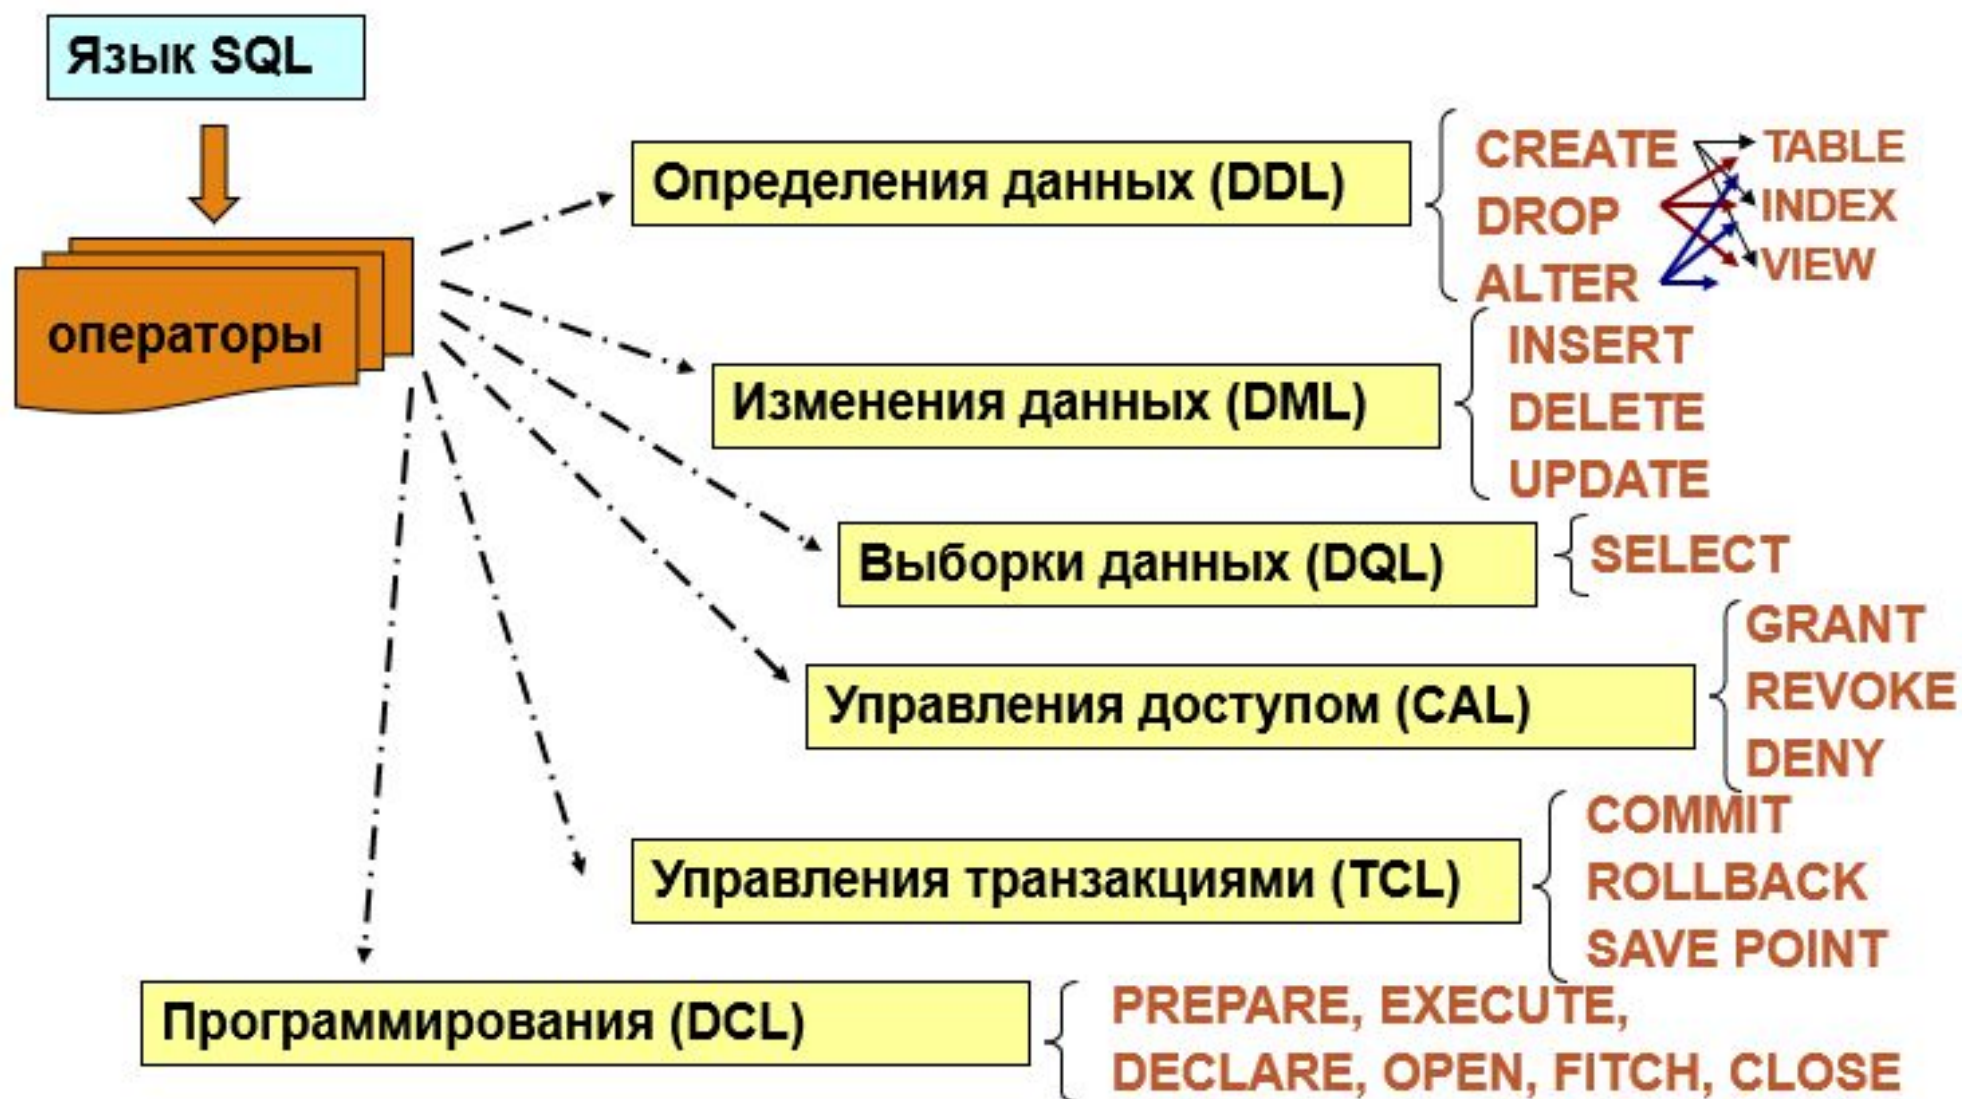 Язык SQL
операторы
Определения данных (DDL)
CREATE
DROP
ALTER
TABLE
INDEX
VIEW
Изменения данных (DML)
INSERT
DELETE
UPDATE
Выборки данных (DQL)
SELECT
Управления доступом (CAL)
GRANT
REVOKE
DENY
Управления транзакциями (TCL)
COMMIT
ROLLBACK
SAVE POINT
Программирования (DCL)
PREPARE, EXECUTE,
DECLARE, OPEN, FITCH, CLOSE